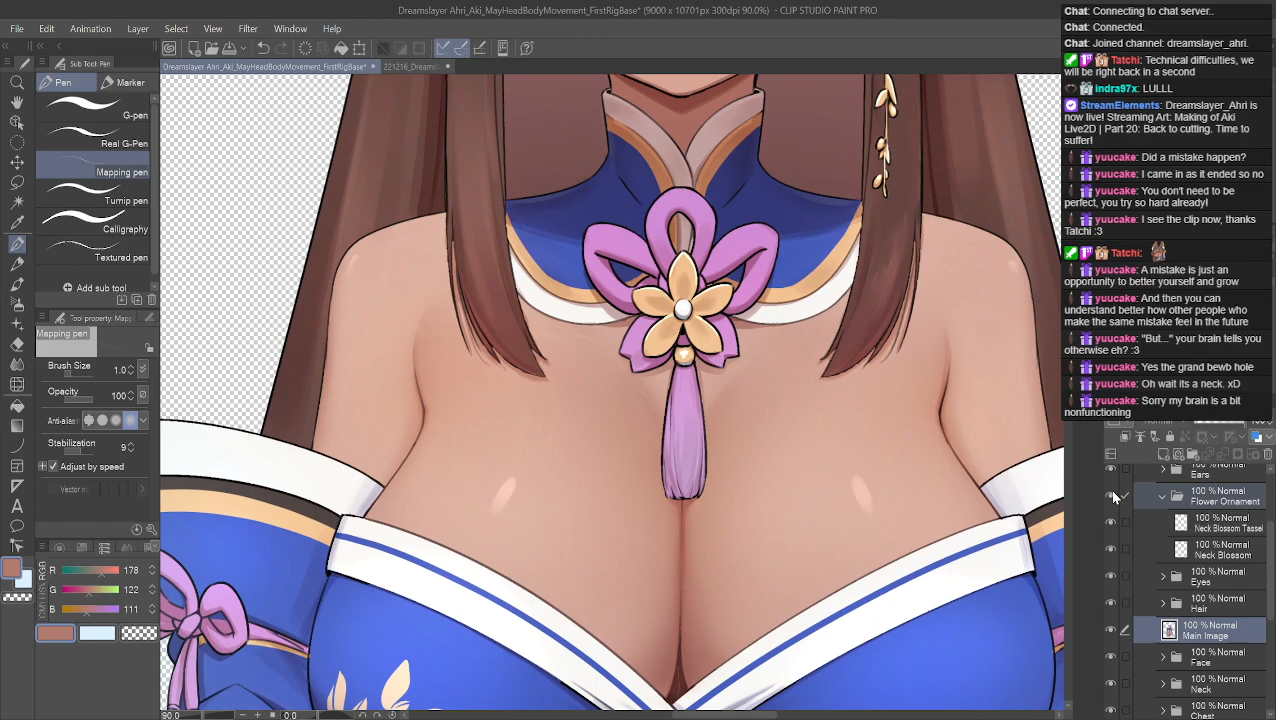 Dreamslayer Ahri_Aki_MayHeadBodyMovement_FirstRigBase* (9000 x 10701px 300dpi 90.0%) - CLIP STUDIO PAINT PRO
File Edit Animation Layer Select View Filter Window Help
Sub Tool Pen
Dreamslayer Ahri_Aki_MayHeadBodyMovement_FirstRigBase*
221216_Dreams
Pen
Marker
G-pen
Real G-Pen
Mapping pen
Turnip pen
Calligraphy
Textured pen
Add sub tool
Tool property: Mapp
Mapping pen
Brush Size 1.0
Opacity 100
Anti-alias
Stabilization 9
Adjust by speed
Vector m
R 178
G 122
B 111
90.0
0.0
Chat: Connecting to chat server..
Chat: Connected.
Chat: Joined channel: dreamslayer_ahri.
Tatchi: Technical difficulties, we
will be right back in a second
indra97x: LULLL
StreamElements: Dreamslayer_Ahri is
now live! Streaming Art: Making of Aki
Live2D | Part 20: Back to cutting. Time to
suffer!
yuucake: Did a mistake happen?
yuucake: I came in as it ended so no
yuucake: You don't need to be
perfect, you try so hard already!
yuucake: I see the clip now, thanks
Tatchi :3
Tatchi:
yuucake: A mistake is just an
opportunity to better yourself and grow
yuucake: And then you can
understand better how other people who
make the same mistake feel in the future
yuucake: "But..." your brain tells you
otherwise eh? :3
yuucake: Yes the grand bewb hole
yuucake: Oh wait its a neck. xD
yuucake: Sorry my brain is a bit
nonfunctioning
100 %Normal
Ears
100 %Normal
Flower Ornament
100 %Normal
Neck Blossom Tassel
100 %Normal
Neck Blossom
100 %Normal
Eyes
100 %Normal
Hair
100 %Normal
Main Image
100 %Normal
Face
100 %Normal
Neck
100 %Normal
Chest